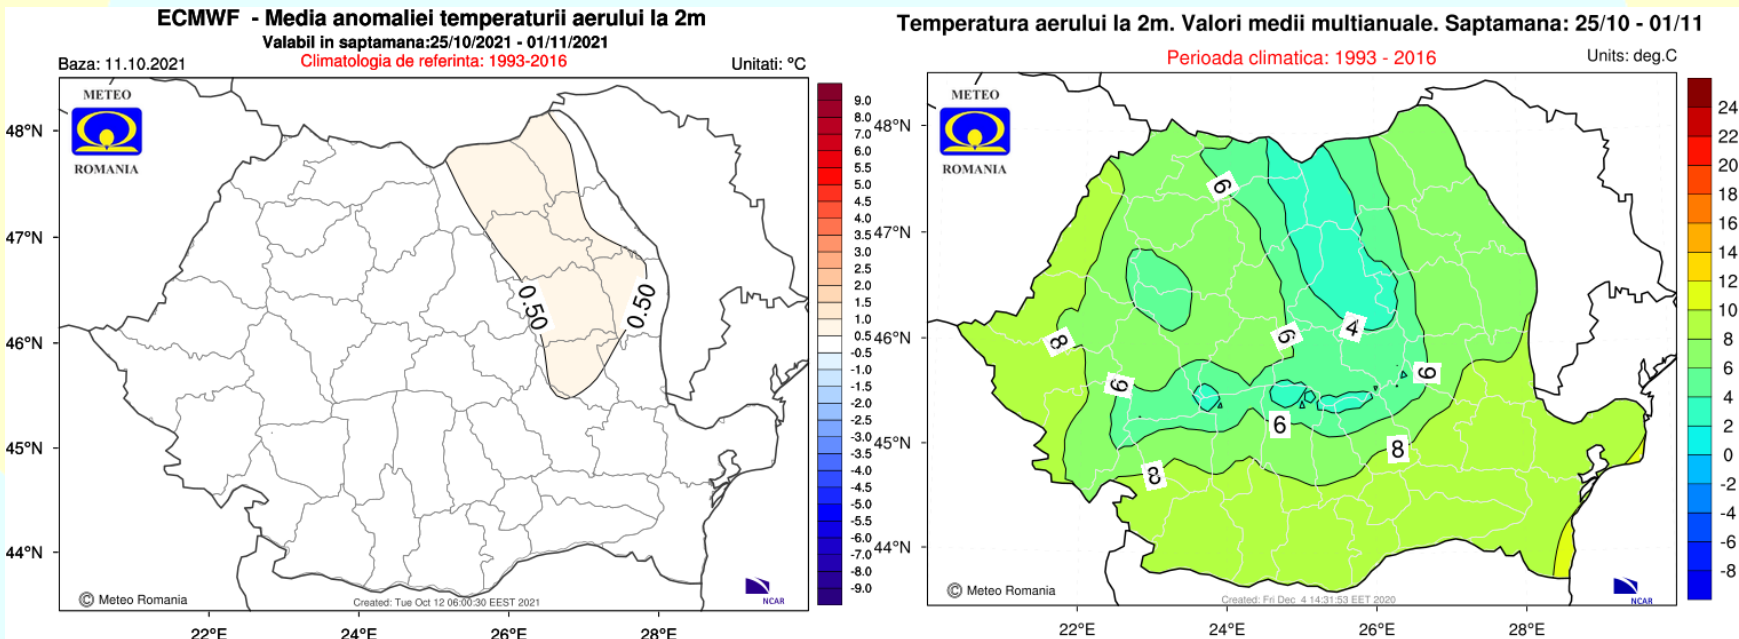 ECMWF - Media anomaliei temperaturii aerului la 2m
Valabil in saptamana:25/10/2021 - 01/11/2021
Climatologia de referinta: 1993-2016
Baza: 11.10.2021
Unitati: ºC
METEO
ROMANIA
48°N
47°N
46°N
45°N
44°N
0.50
0.50
9.0
8.0
7.0
6.0
5.5
5.0
4.5
4.0
3.5
3.0
2.5
2.0
1.5
1.0
0.5
-0.5
-1.0
-1.5
-2.0
-2.5
-3.0
-3.5
-4.0
-4.5
-5.0
-5.5
-6.0
-7.0
-8.0
-9.0
© Meteo Romania
Created: Tue Oct 12 06:00:30 EEST 2021
NCAR
22°E
24°E
26°E
28°E
Temperatura aerului la 2m. Valori medii multianuale. Saptamana: 25/10 - 01/11
Perioada climatica: 1993 - 2016
Units: deg.C
METEO
ROMANIA
48°N
47°N
46°N
45°N
44°N
6
8
6
4
6
6
6
8
8
24
22
20
18
16
14
12
10
8
6
4
2
0
-2
-4
-6
-8
© Meteo Romania
Created: Fri Dec 4 14:31:53 EET 2020
NCAR
22°E
24°E
26°E
28°E